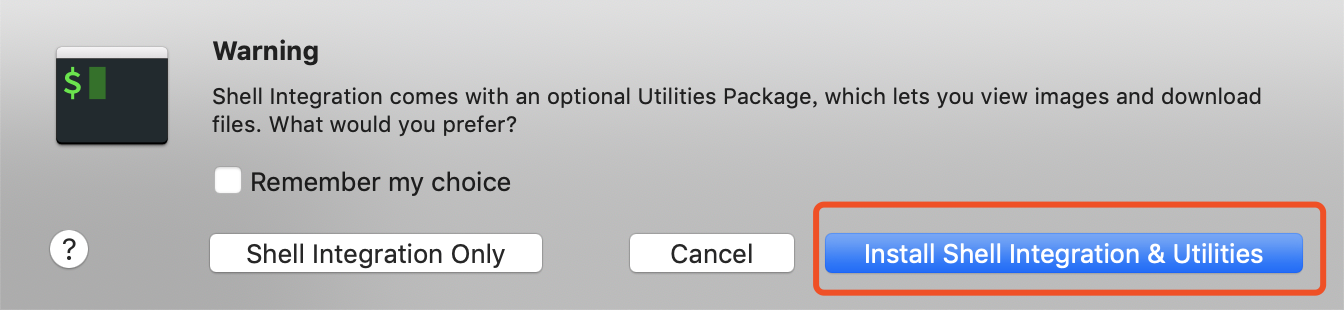 $
Warning
Shell Integration comes with an optional Utilities Package, which lets you view images and download
files. What would you prefer?
Remember my choice
?
Shell Integration Only
Cancel
Install Shell Integration & Utilities